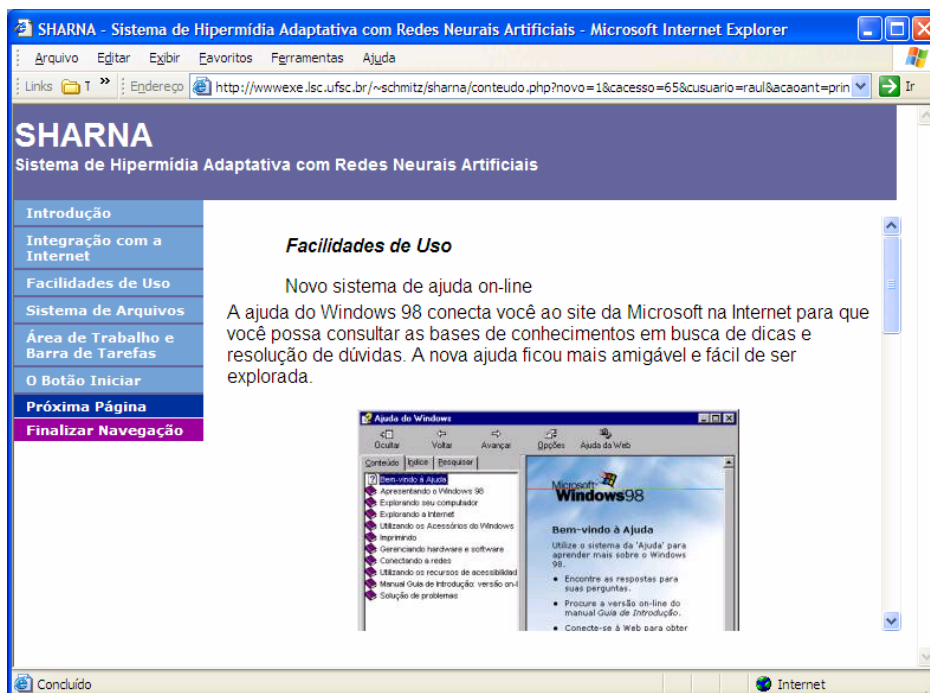 SHARNA - Sistema de Hipermídia Adaptativa com Redes Neurais Artificiais - Microsoft Internet Explorer
Arquivo Editar Exibir Favoritos Ferramentas Ajuda
Links T » Endereço http://wwwexe.lsc.ufsc.br/~schmitz/sharna/conteudo.php?novo=1&cacesso=65&cusuario=raul&acaoant=prin Ir
SHARNA
Sistema de Hipermídia Adaptativa com Redes Neurais Artificiais
Introdução
Integração com a
Internet
Facilidades de Uso
Sistema de Arquivos
Área de Trabalho e
Barra de Tarefas
O Botão Iniciar
Próxima Página
Finalizar Navegação
Facilidades de Uso
Novo sistema de ajuda on-line
A ajuda do Windows 98 conecta você ao site da Microsoft na Internet para que
você possa consultar as bases de conhecimentos em busca de dicas e
resolução de dúvidas. A nova ajuda ficou mais amigável e fácil de ser
explorada.
Ajuda do Windows
Ocultar Voltar Avançar Opções Ajuda da Web
Conteúdo Índice Pesquisar
Bem-vindo à Ajuda
Apresentando o Windows 98
Explorando seu computador
Explorando a Internet
Utilizando os Acessórios do Windows
Imprimindo
Gerenciando hardware e software
Conectando a redes
Utilizando os recursos de acessibilidad
Manual Guia de Introdução: versão on-l
Solução de problemas
Microsoft
Windows98
Bem-vindo à Ajuda
Utilize o sistema da 'Ajuda' para
aprender mais sobre o Windows
98.
• Encontre as respostas para
suas perguntas.
• Procure a versão on-line do
manual Guia de Introdução.
• Conecte-se à Web para obter
Concluído
Internet